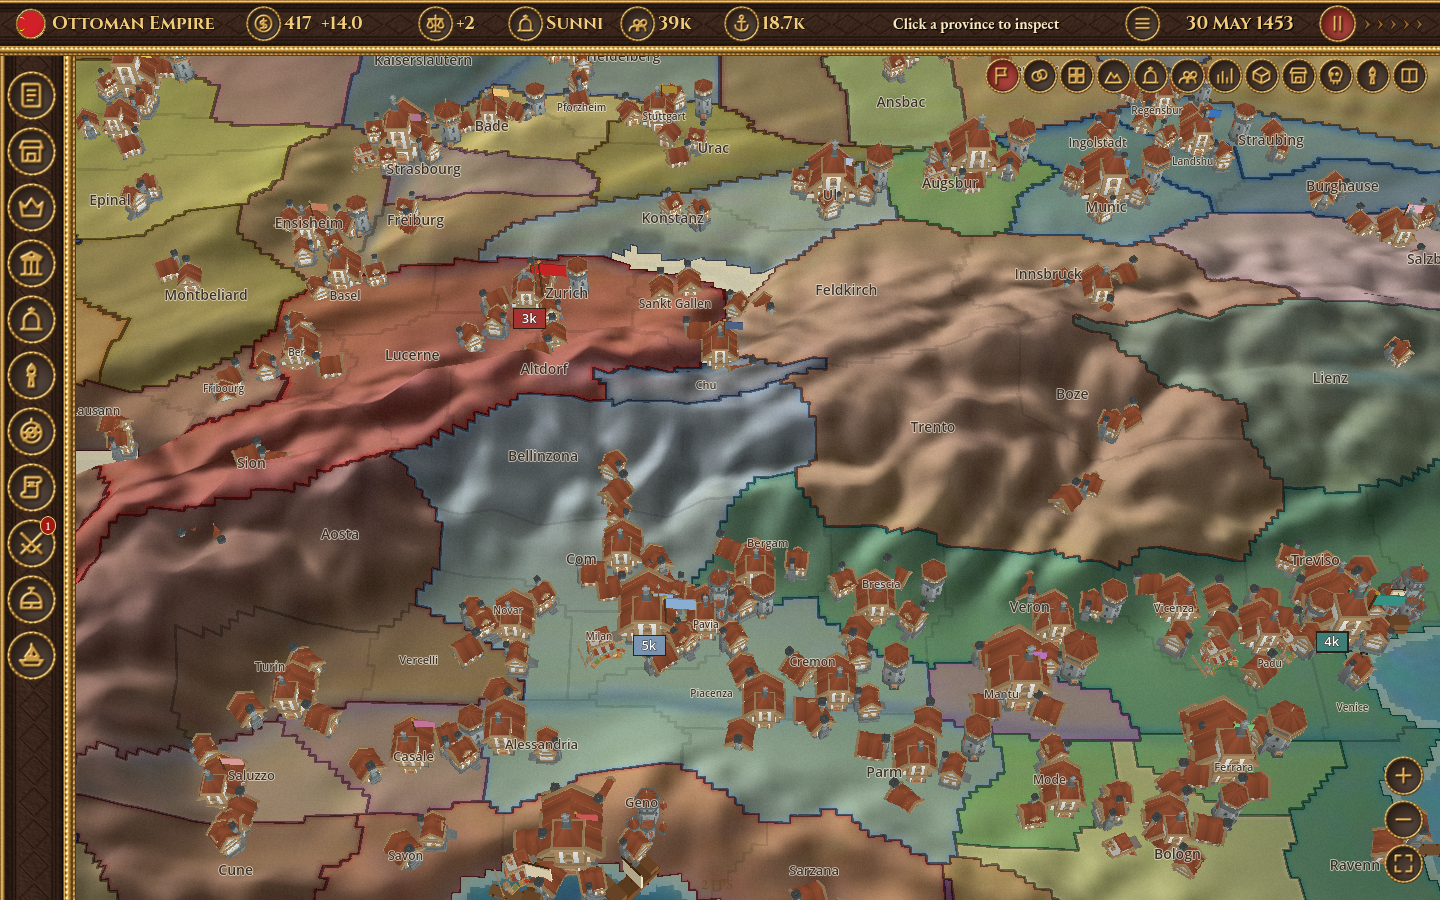 OTTOMAN EMPIRE 417 +14.0 +2 SUNNI 39K 18.7K Click a province to inspect 30 MAY 1453
Kaiserslautern
Heidelberg
Ansbac
Pforzheim
Stuttgart
Regensbur
Bade
Ingolstadt
Straubing
Urac
Landshu
Strasbourg
Augsbur
Burghause
Epinal
Ul
Munic
Ensisheim
Freiburg
Konstanz
Salzb
Innsbruck
Montbeliard
Basel
Zurich
Sankt Gallen
Feldkirch
3k
Ber
Lucerne
Altdorf
Chu
Lienz
Fribourg
Boze
ausann
Trento
Sion
Bellinzona
Aosta
1
Com
Bergam
Treviso
Brescia
Novar
Veron
Vicenza
Pavia
Milan
5k
4k
Vercelli
Turin
Cremon
Padu
Piacenza
Mantu
Venice
Alessandria
Casale
Saluzzo
Parm
Mode
Ferrara
Geno
Savon
Bologn
Cune
Sarzana
Ravenn